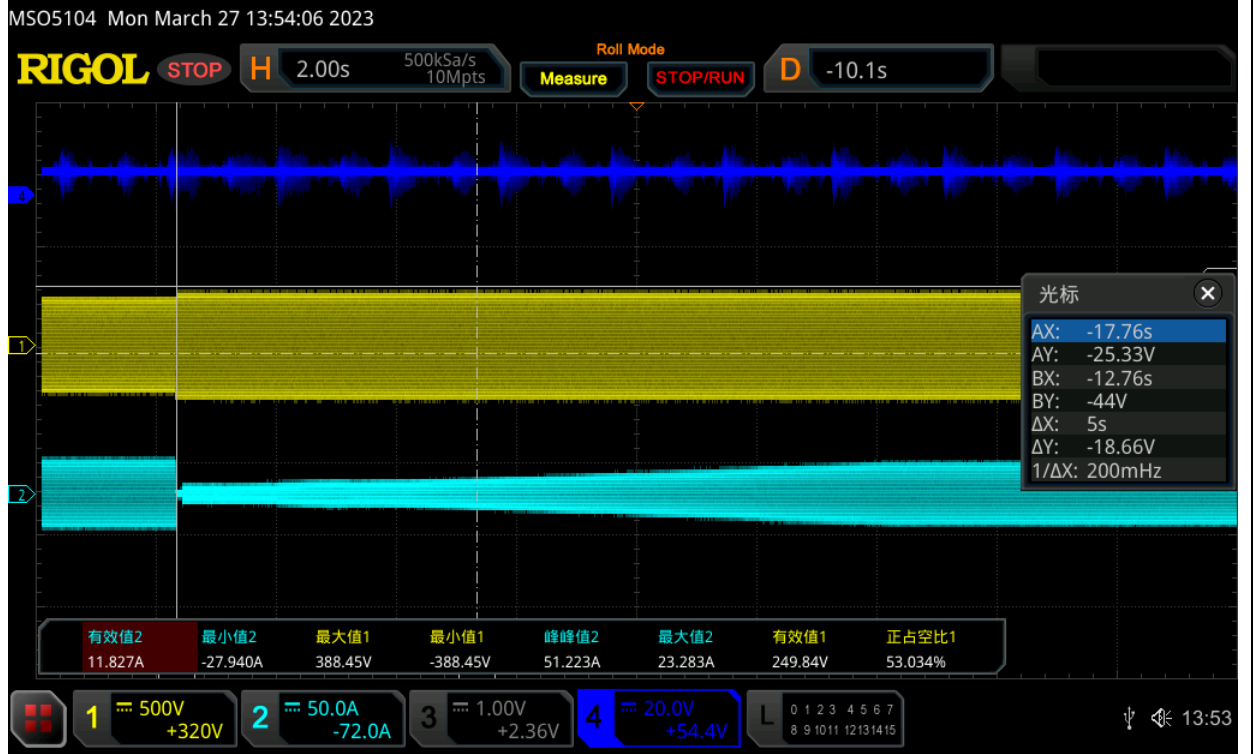 MSO5104 Mon March 27 13:54:06 2023
RIGOL STOP H 2.00s 500kSa/s 10Mpts Roll Mode Measure STOP/RUN D -10.1s
4
1
2
光标
AX: -17.76s
AY: -25.33V
BX: -12.76s
BY: -44V
ΔX: 5s
ΔY: -18.66V
1/ΔX: 200mHz
有效值2 最小值2 最大值1 最小值1 峰峰值2 最大值2 有效值1 正占空比1
11.827A -27.940A 388.45V -388.45V 51.223A 23.283A 249.84V 53.034%
1 500V +320V
2 50.0A -72.0A
3 1.00V +2.36V
4 20.0V +54.4V
L 0 1 2 3 4 5 6 7
8 9 1011 12131415
13:53